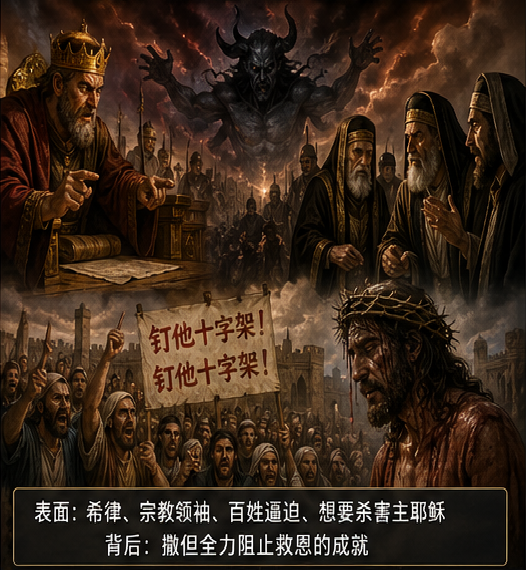 钉他十字架！
钉他十字架！
表面：希律、宗教领袖、百姓逼迫、想要杀害主耶稣
背后：撒但全力阻止救恩的成就